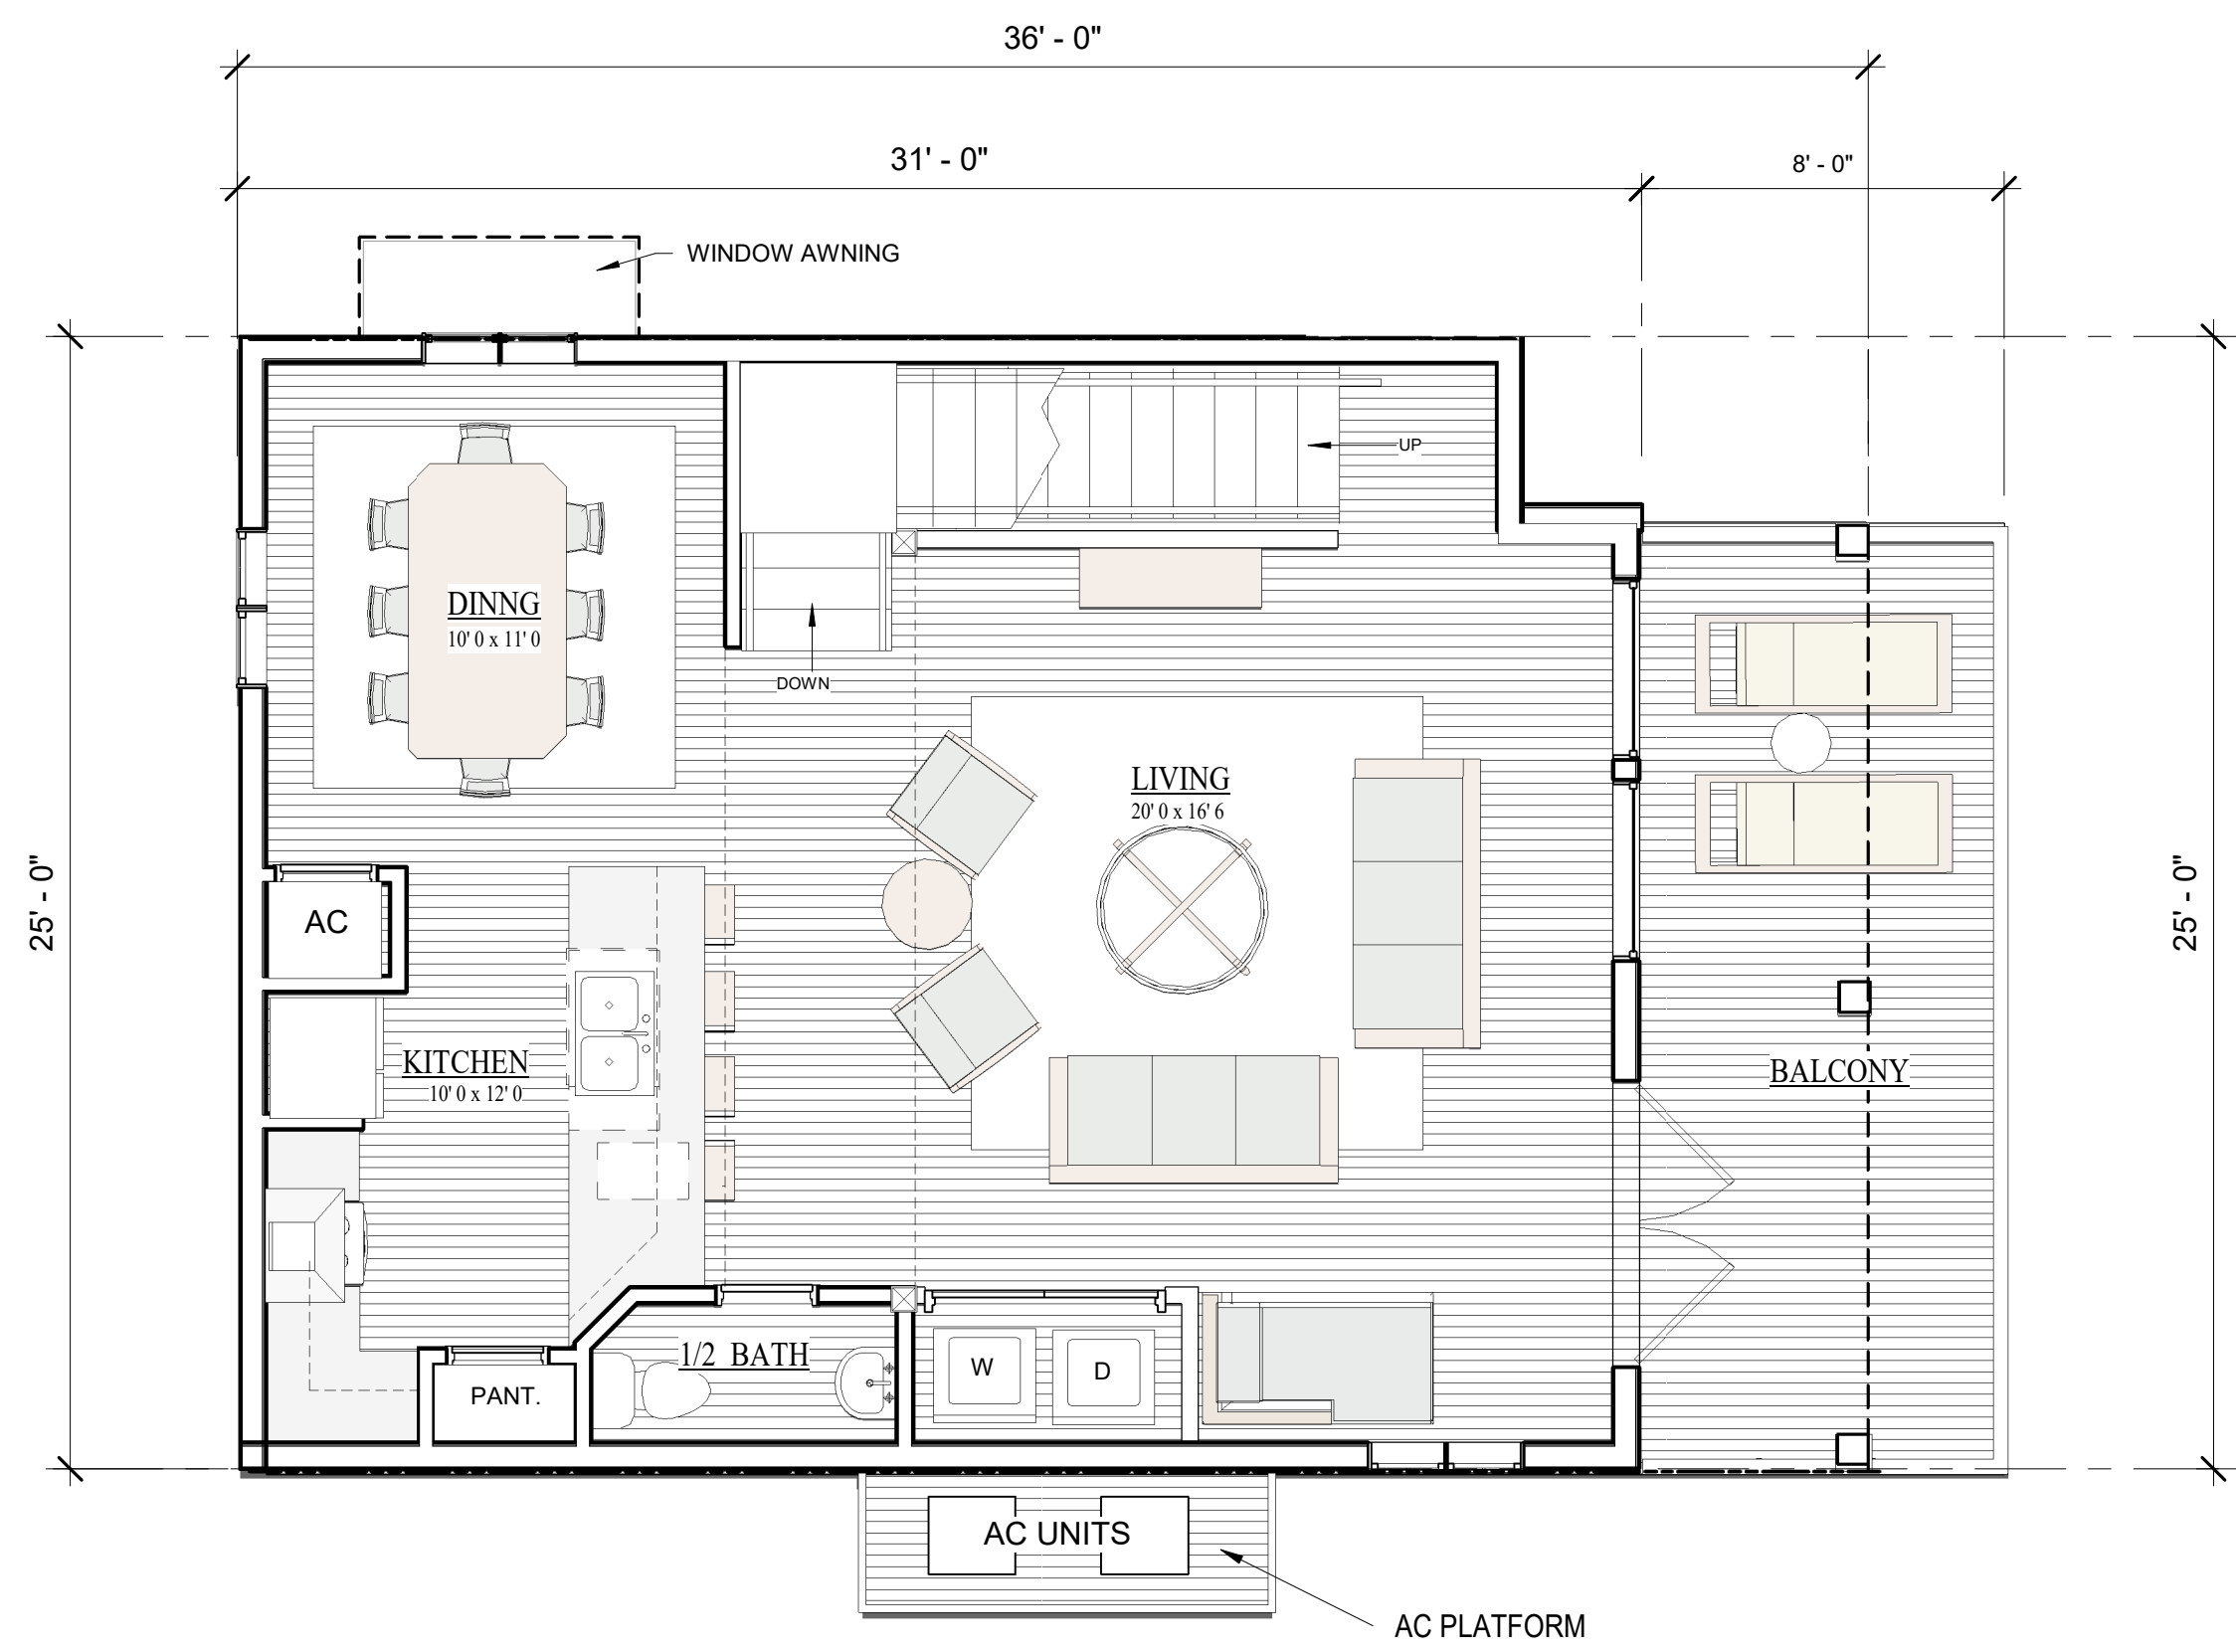 36' - 0"
31' - 0"
8' - 0"
WINDOW AWNING
UP
DINNG
10' 0 x 11' 0
DOWN
LIVING
20' 0 x 16' 6
25' - 0"
25' - 0"
AC
KITCHEN
10' 0 x 12' 0
BALCONY
1/2 BATH
W
D
PANT.
AC UNITS
AC PLATFORM